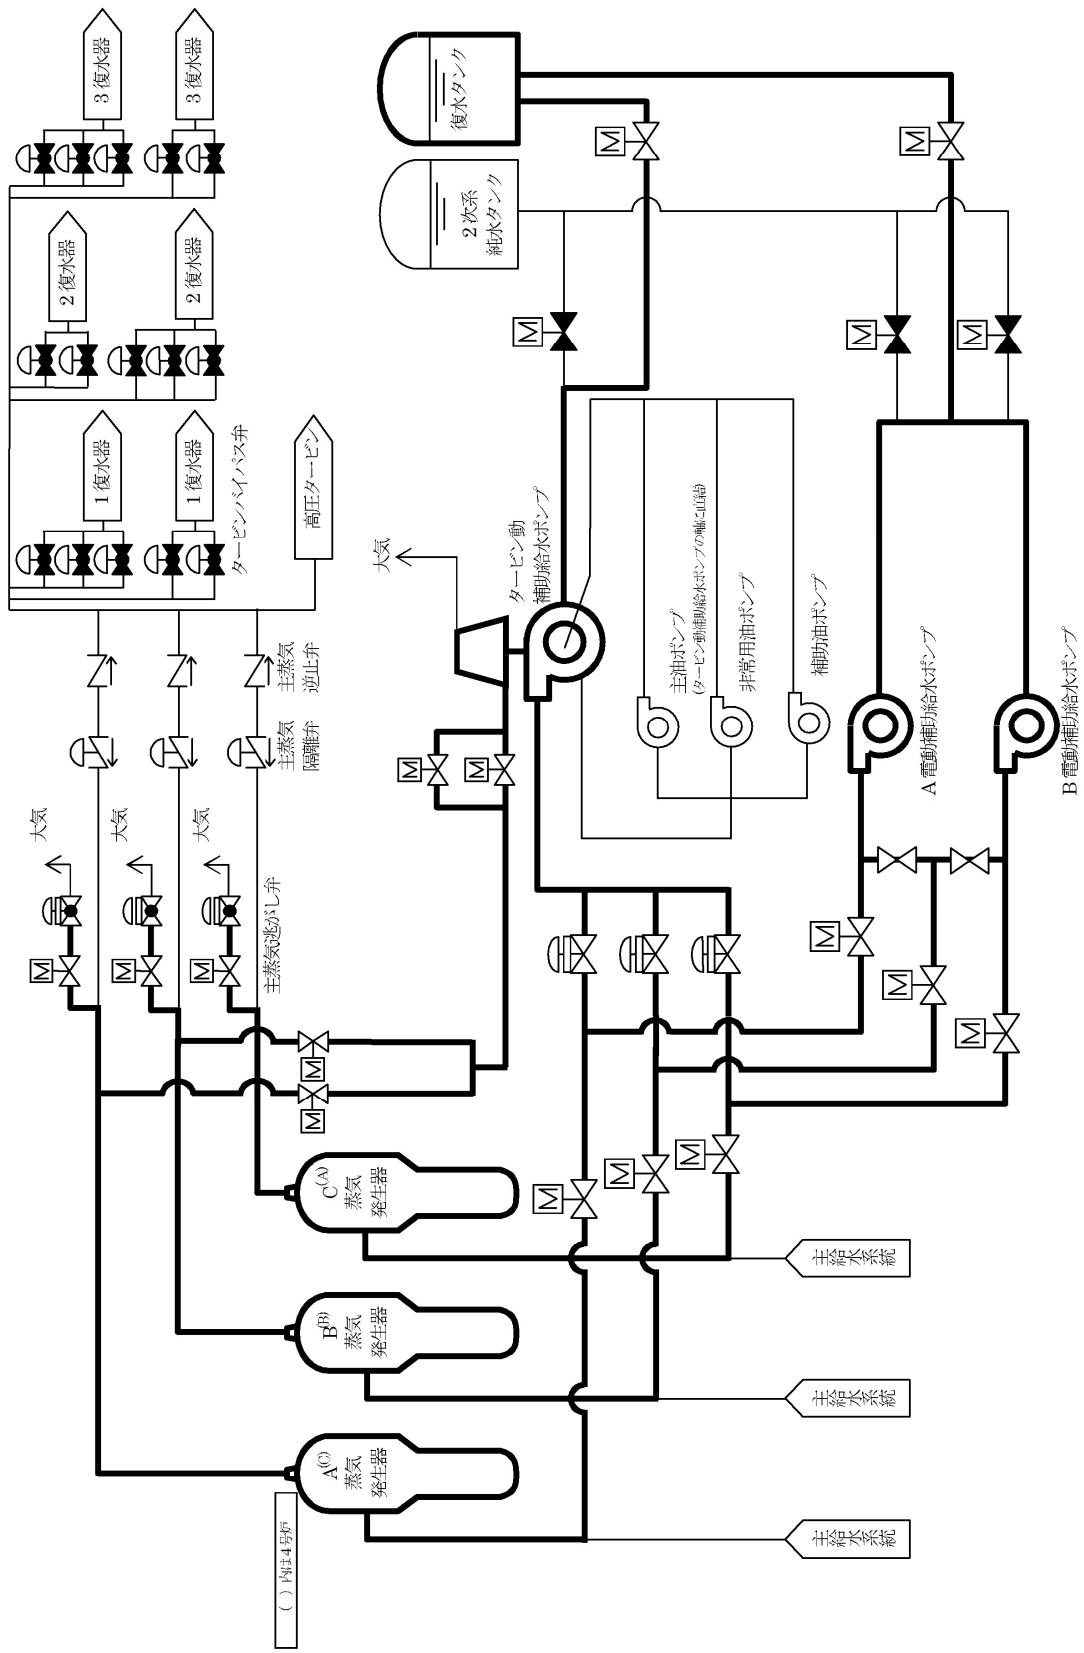 M
大気
2復水器
1復水器
3復水器
M
大気
M
大気
1復水器
2復水器
3復水器
タービンバイパス弁
主蒸気逃がし弁
主蒸気
隔離弁
主蒸気
逆止弁
高圧タービン
( )内は4号炉
A(C)
蒸気
発生器
B(B)
蒸気
発生器
C(A)
蒸気
発生器
M
M
M
M
大気
タービン動
補助給水ポンプ
2次系
純水タンク
復水タンク
M
M
M
M
M
主油ポンプ
(タービン動補助給水ポンプの軸に直結)
非常用油ポンプ
補助油ポンプ
主給水
系統
主給水
系統
主給水
系統
M
M
M
M
M
M
A電動補助給水ポンプ
B電動補助給水ポンプ